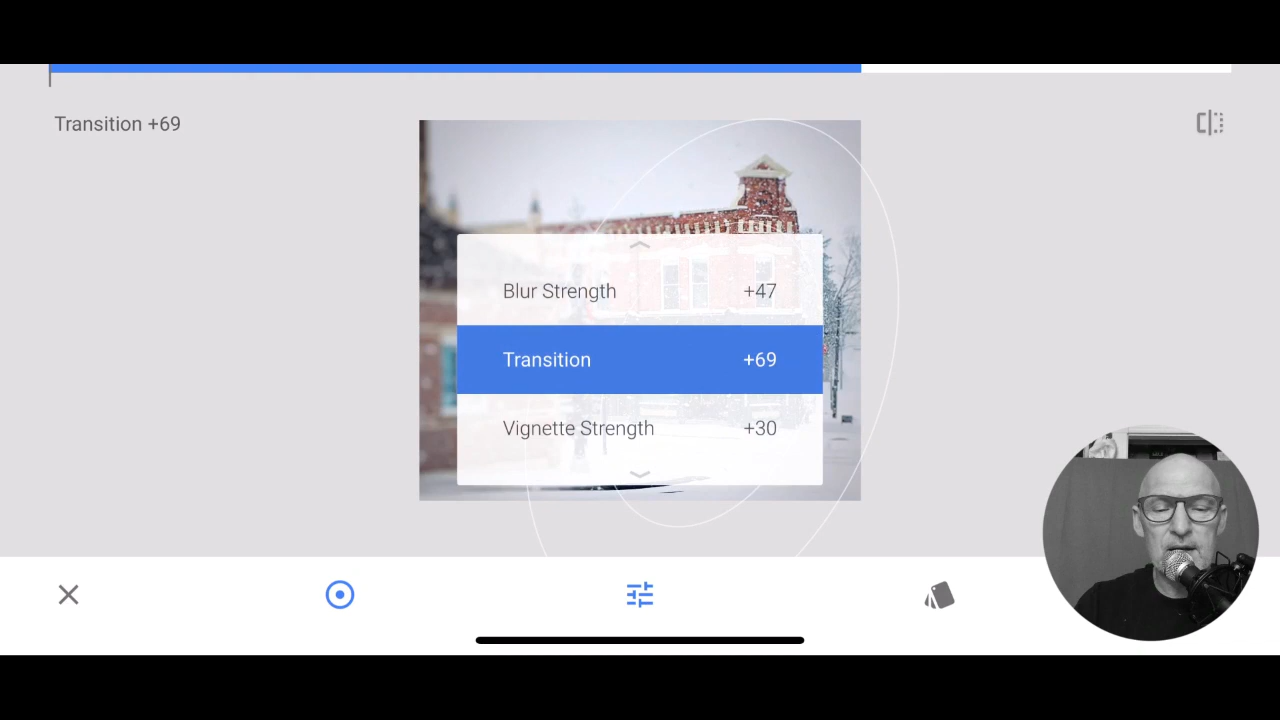 Transition +69
Blur Strength +47
Transition +69
Vignette Strength +30